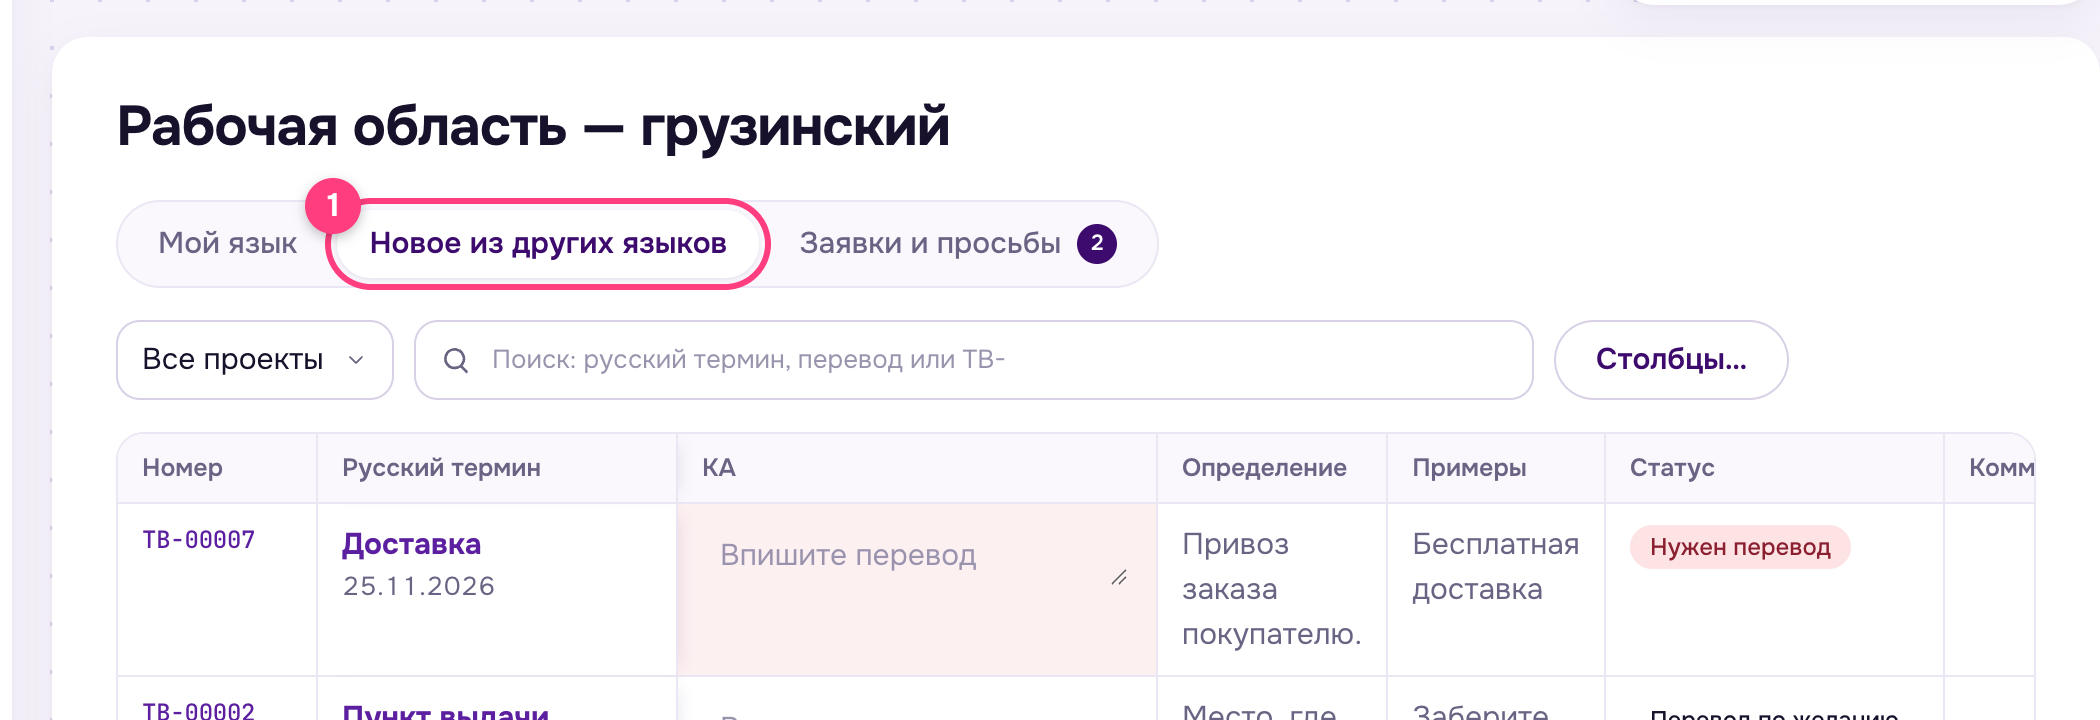 Рабочая область — грузинский
1
Мой язык
Новое из других языков
Заявки и просьбы 2
Все проекты
Поиск: русский термин, перевод или ТВ-
Столбцы...
Номер
Русский термин
КА
Определение
Примеры
Статус
Комм
ТВ-00007
Доставка
25.11.2026
Впишите перевод
Привоз
заказа
покупателю.
Бесплатная
доставка
Нужен перевод
ТВ-00002
Пункт выдачи
Место, где
Заберите
Перевод по желанию